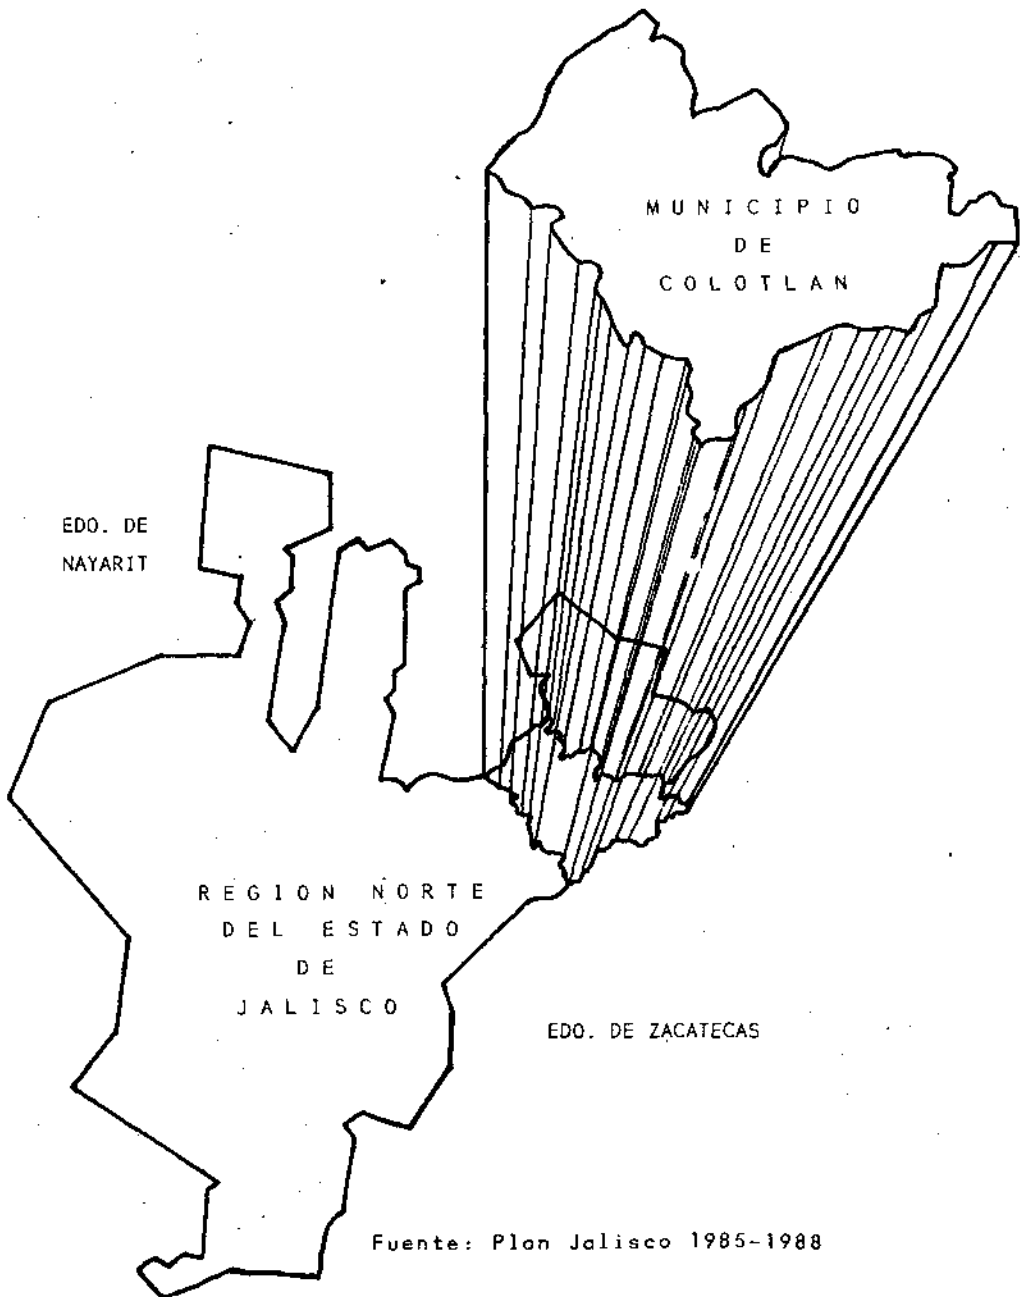 MUNICIPIO
DE
COLOTLAN
EDO. DE
NAYARIT
REGION NORTE
DEL ESTADO
DE
JALISCO
EDO. DE ZACATECAS
Fuente: Plan Jalisco 1985-1988